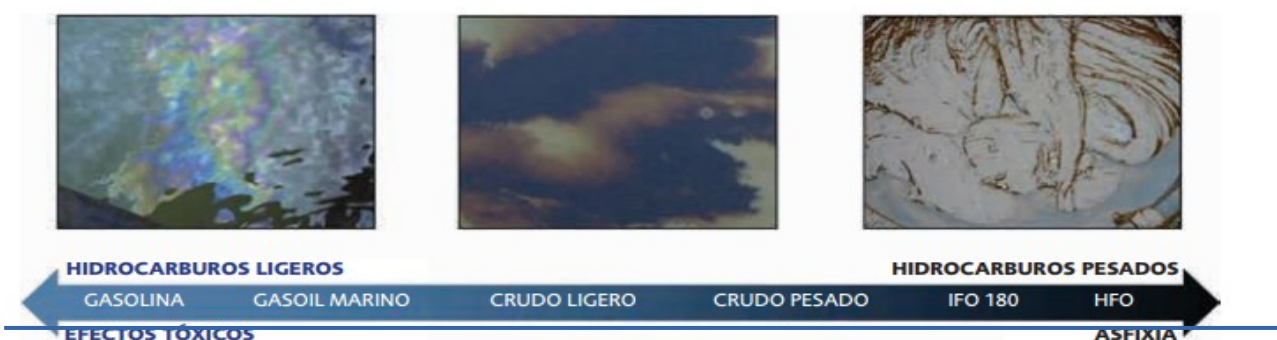 HIDROCARBUROS LIGEROS HIDROCARBUROS PESADOS
GASOLINA GASOIL MARINO CRUDO LIGERO CRUDO PESADO IFO 180 HFO
EFECTOS TÓXICOS ASFIXIA